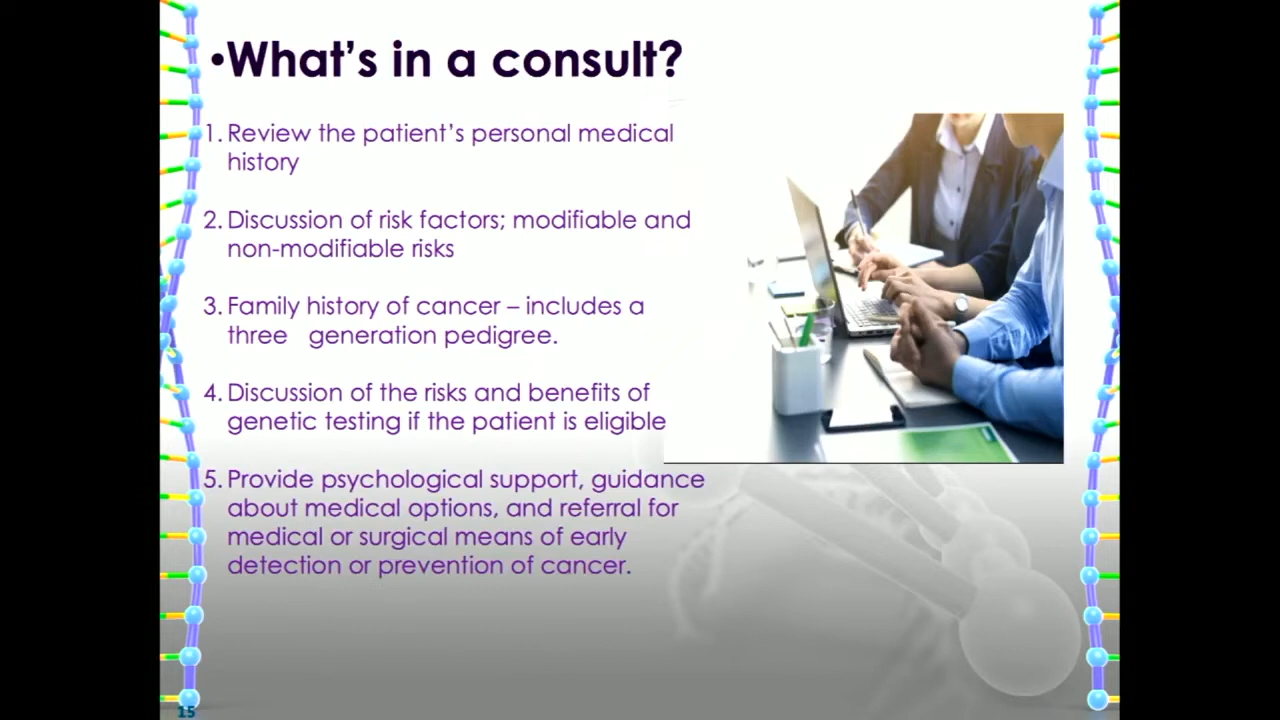 •What's in a consult?
1. Review the patient's personal medical
history
2. Discussion of risk factors; modifiable and
non-modifiable risks
3. Family history of cancer – includes a
three   generation pedigree.
4. Discussion of the risks and benefits of
genetic testing if the patient is eligible
5. Provide psychological support, guidance
about medical options, and referral for
medical or surgical means of early
detection or prevention of cancer.
15